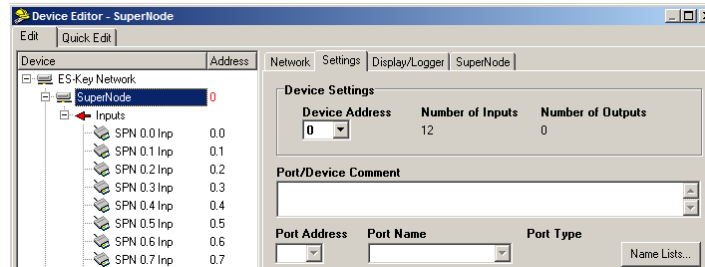 Device Editor - SuperNode
Edit Quick Edit
Device Address
ES-Key Network
SuperNode 0
Inputs
SPN 0.0 Inp 0.0
SPN 0.1 Inp 0.1
SPN 0.2 Inp 0.2
SPN 0.3 Inp 0.3
SPN 0.4 Inp 0.4
SPN 0.5 Inp 0.5
SPN 0.6 Inp 0.6
SPN 0.7 Inp 0.7
Network Settings Display/Logger SuperNode
Device Settings
Device Address Number of Inputs Number of Outputs
0 12 0
Port/Device Comment
Port Address Port Name Port Type
Name Lists...